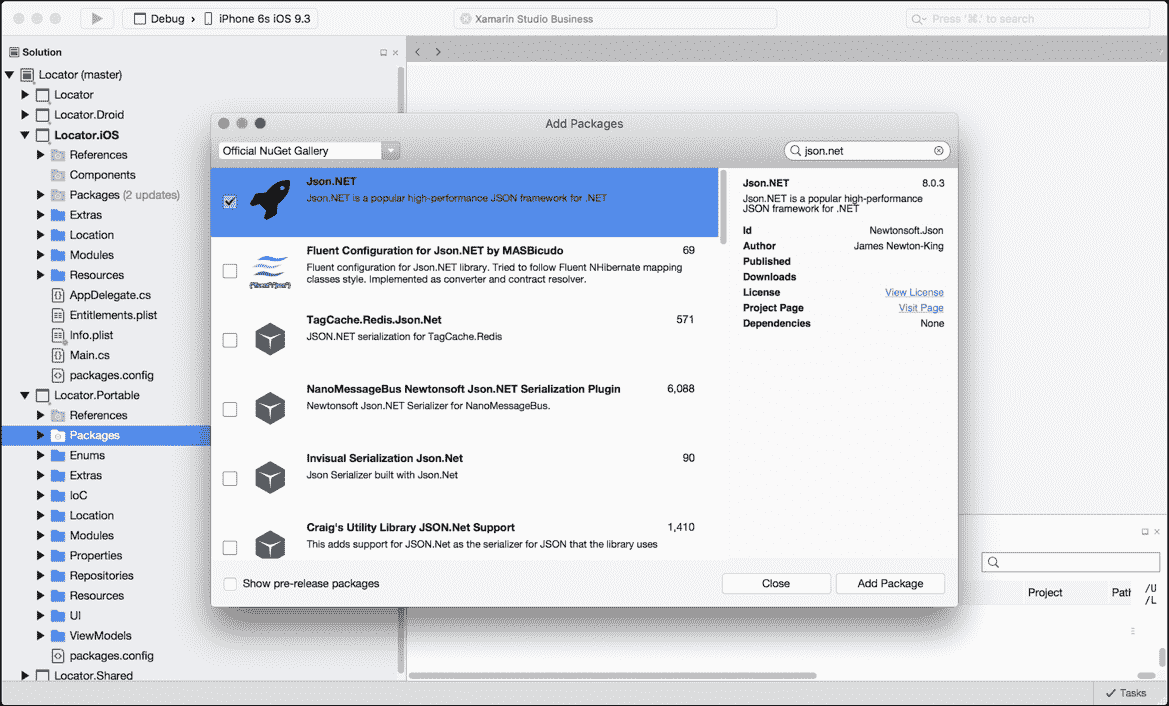 Debug › iPhone 6s iOS 9.3
Xamarin Studio Business
Press '⌘.' to search
Solution
Locator (master)
Locator
Locator.Droid
Locator.iOS
References
Components
Packages (2 updates)
Extras
Location
Modules
Resources
AppDelegate.cs
Entitlements.plist
Info.plist
Main.cs
packages.config
Locator.Portable
References
Packages
Enums
Extras
IoC
Location
Modules
Properties
Repositories
Resources
UI
ViewModels
packages.config
Locator.Shared
Add Packages
Official NuGet Gallery
json.net
Json.NET
Json.NET is a popular high-performance JSON framework for .NET
Fluent Configuration for Json.NET by MASBicudo 69
Fluent configuration for Json.NET library. Tried to follow Fluent NHibernate mapping
classes style. Implemented as converter and contract resolver.
TagCache.Redis.Json.Net 571
JSON.NET serialization for TagCache.Redis
NanoMessageBus Newtonsoft Json.NET Serialization Plugin 6,088
Newtonsoft Json.NET Serializer for NanoMessageBus.
Invisual Serialization Json.Net 90
Json Serializer built with Json.Net
Craig's Utility Library JSON.Net Support 1,410
This adds support for JSON.Net as the serializer for JSON that the library uses
Json.NET 8.0.3
Json.NET is a popular high-performance
JSON framework for .NET
Id Newtonsoft.Json
Author James Newton-King
Published
Downloads
License View License
Project Page Visit Page
Dependencies None
Show pre-release packages
Close
Add Package
Project
Path
/U
/L
Tasks